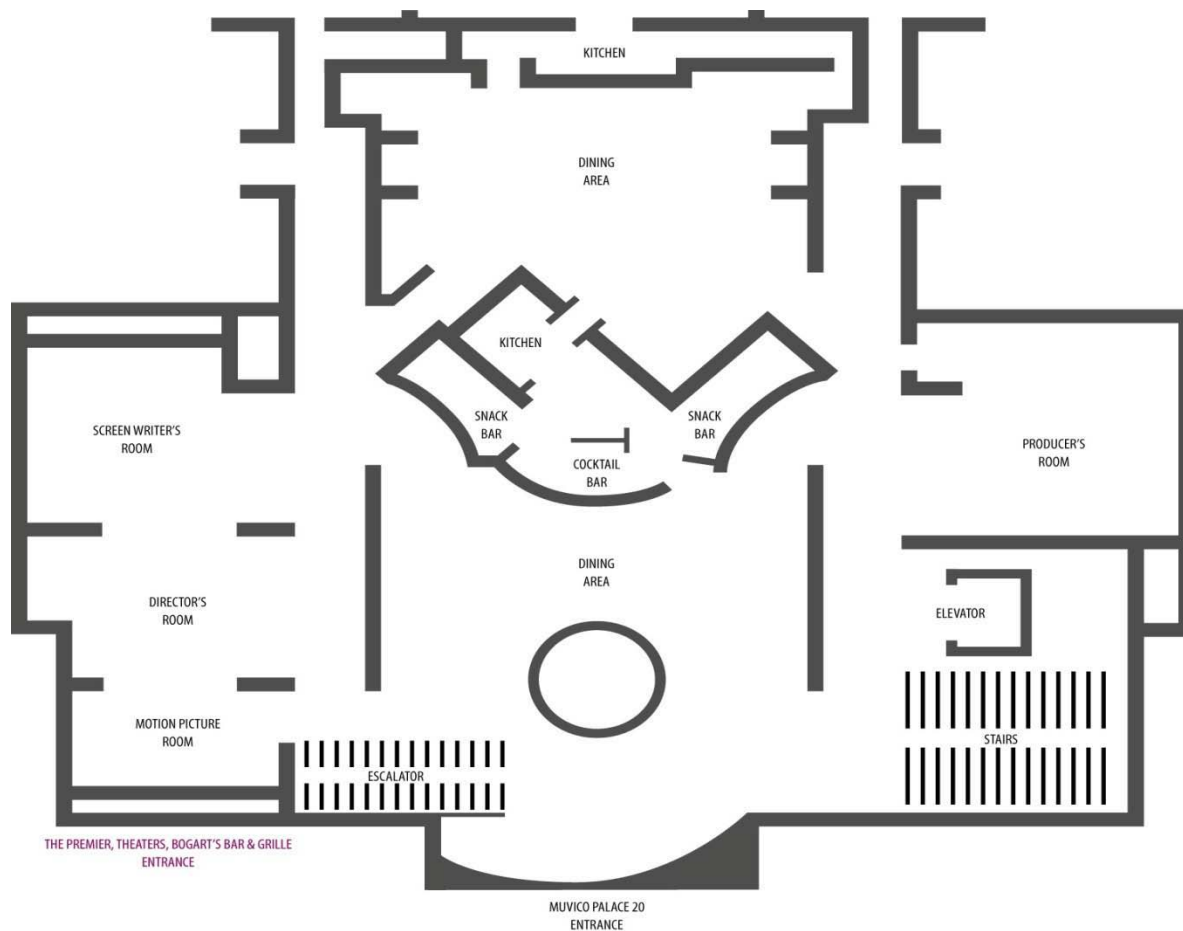 KITCHEN
DINING
AREA
KITCHEN
SNACK
BAR
SNACK
BAR
SCREEN WRITER'S
ROOM
PRODUCER'S
ROOM
COCKTAIL
BAR
DINING
AREA
DIRECTOR'S
ROOM
ELEVATOR
MOTION PICTURE
ROOM
STAIRS
ESCALATOR
THE PREMIER, THEATERS, BOGART'S BAR & GRILLE
ENTRANCE
MUVICO PALACE 20
ENTRANCE